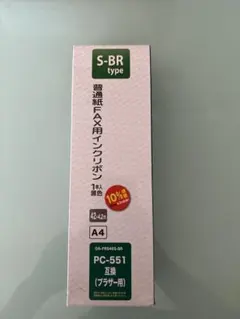 S-BR
type
普通紙FAX用インクリボン
1本入
A4
PC-551
互換
(ブラザー用)
10%